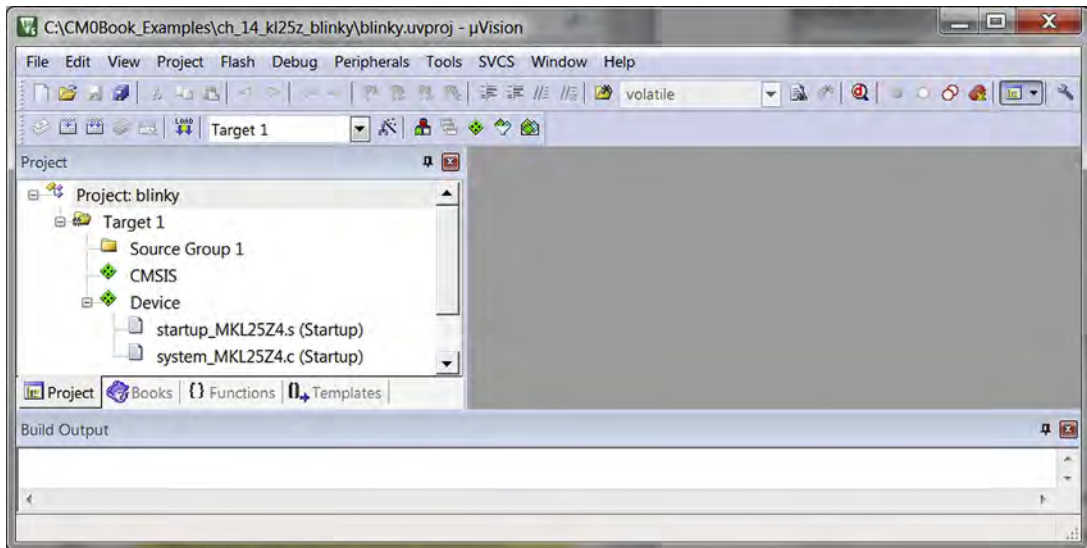 C:\CM0Book_Examples\ch_14_kl25z_blinky\blinky.uvproj - µVision
File Edit View Project Flash Debug Peripherals Tools SVCS Window Help
volatile
LOAD Target 1
Project
Project: blinky
Target 1
Source Group 1
CMSIS
Device
startup_MKL25Z4.s (Startup)
system_MKL25Z4.c (Startup)
Project Books {} Functions 0 Templates
Build Output